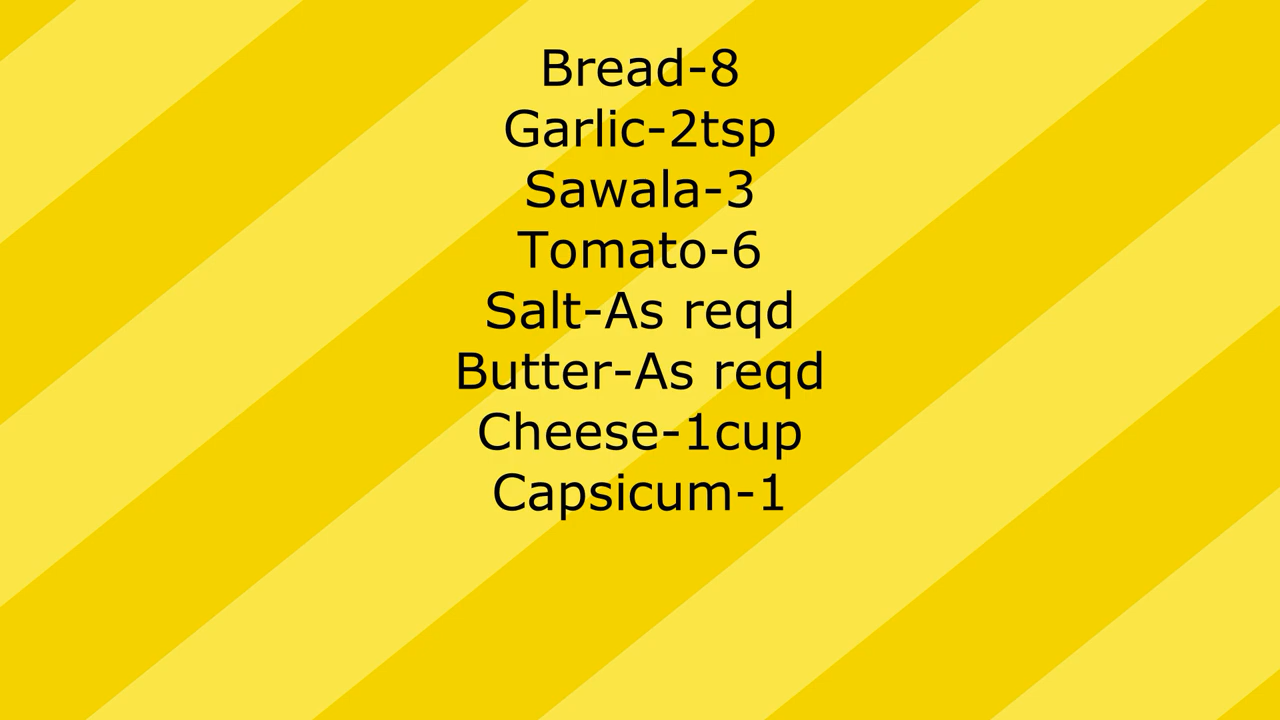 Bread-8
Garlic-2tsp
Sawala-3
Tomato-6
Salt-As reqd
Butter-As reqd
Cheese-1cup
Capsicum-1